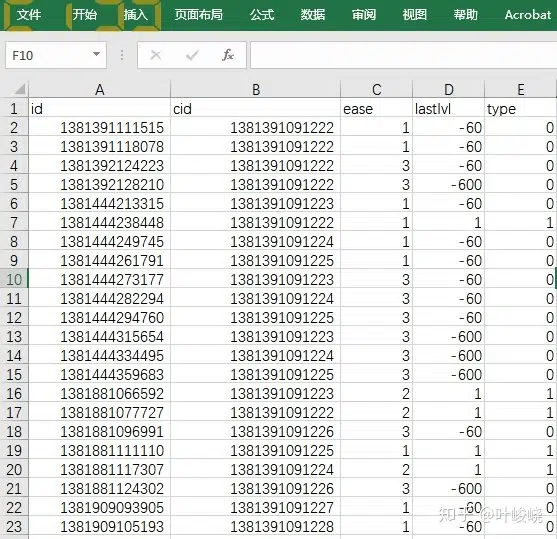 文件 开始 插入 页面布局 公式 数据 审阅 视图 帮助 Acrobat
F10 fx
A B C D E
1 id cid ease lastlvl type
2 1381391111515 1381391091222 1 -60 0
3 1381391118078 1381391091222 1 -60 0
4 1381392124223 1381391091222 3 -60 0
5 1381392128210 1381391091222 3 -600 0
6 1381444213315 1381391091223 1 -60 0
7 1381444238448 1381391091222 1 1 1
8 1381444249745 1381391091224 1 -60 0
9 1381444261791 1381391091225 1 -60 0
10 1381444273177 1381391091223 3 -60 0
11 1381444282294 1381391091224 3 -60 0
12 1381444294760 1381391091225 3 -60 0
13 1381444315654 1381391091223 3 -600 0
14 1381444334495 1381391091224 3 -600 0
15 1381444359683 1381391091225 3 -600 0
16 1381881066592 1381391091223 2 1 1
17 1381881077727 1381391091222 2 1 1
18 1381881096991 1381391091226 3 -60 0
19 1381881111110 1381391091225 1 1 1
20 1381881117307 1381391091224 2 1 1
21 1381881124302 1381391091226 3 -600 0
22 1381909093905 1381391091227 1 -60 0
23 1381909105193 1381391091228 1 -60 0
知乎 @叶峻峣